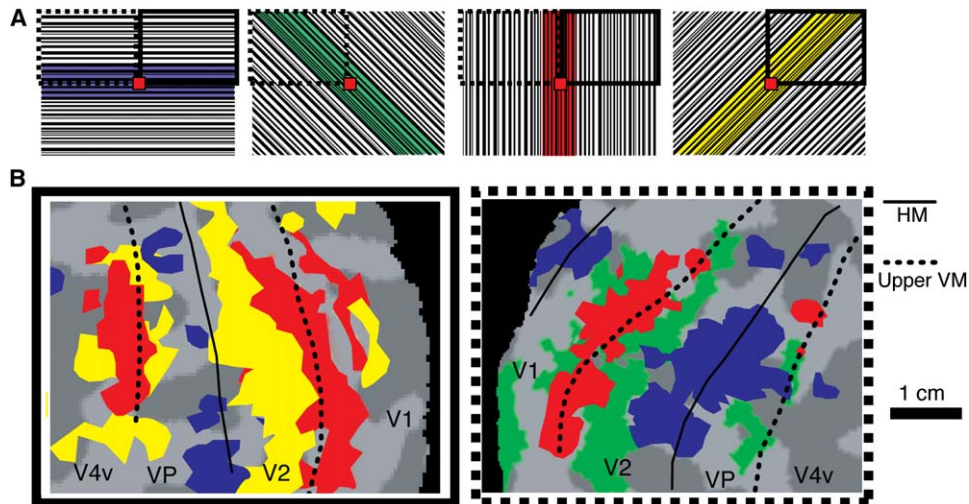 A
B
HM
Upper VM
1 cm
V4v VP V2 V1
V1 V2 VP V4v